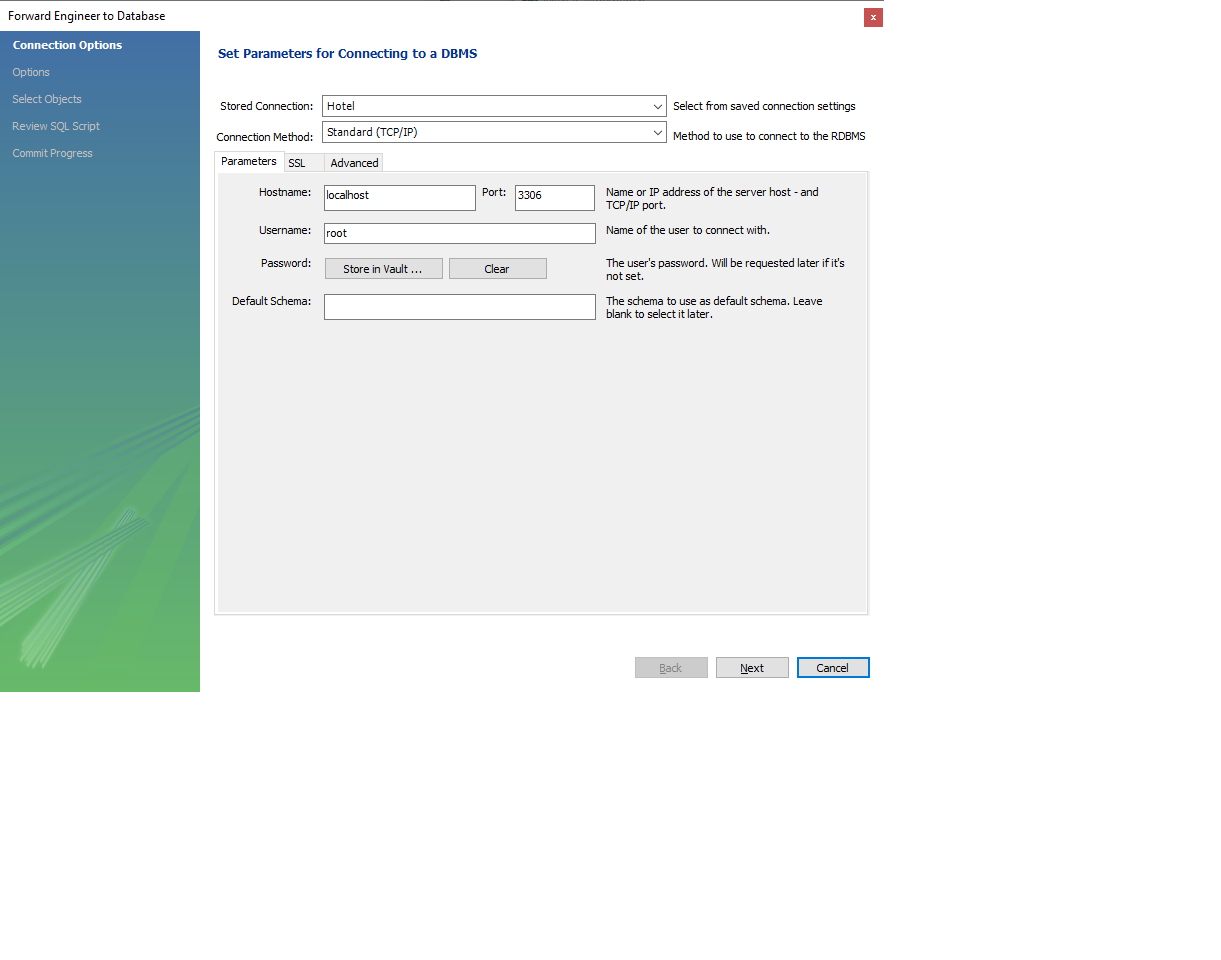 Forward Engineer to Database
x
Connection Options
Options
Select Objects
Review SQL Script
Commit Progress
Set Parameters for Connecting to a DBMS
Stored Connection: Hotel Select from saved connection settings
Connection Method: Standard (TCP/IP) Method to use to connect to the RDBMS
Parameters SSL Advanced
Hostname: localhost Port: 3306 Name or IP address of the server host - and
TCP/IP port.
Username: root Name of the user to connect with.
Password: Store in Vault ... Clear The user's password. Will be requested later if it's
not set.
Default Schema: The schema to use as default schema. Leave
blank to select it later.
Back Next Cancel